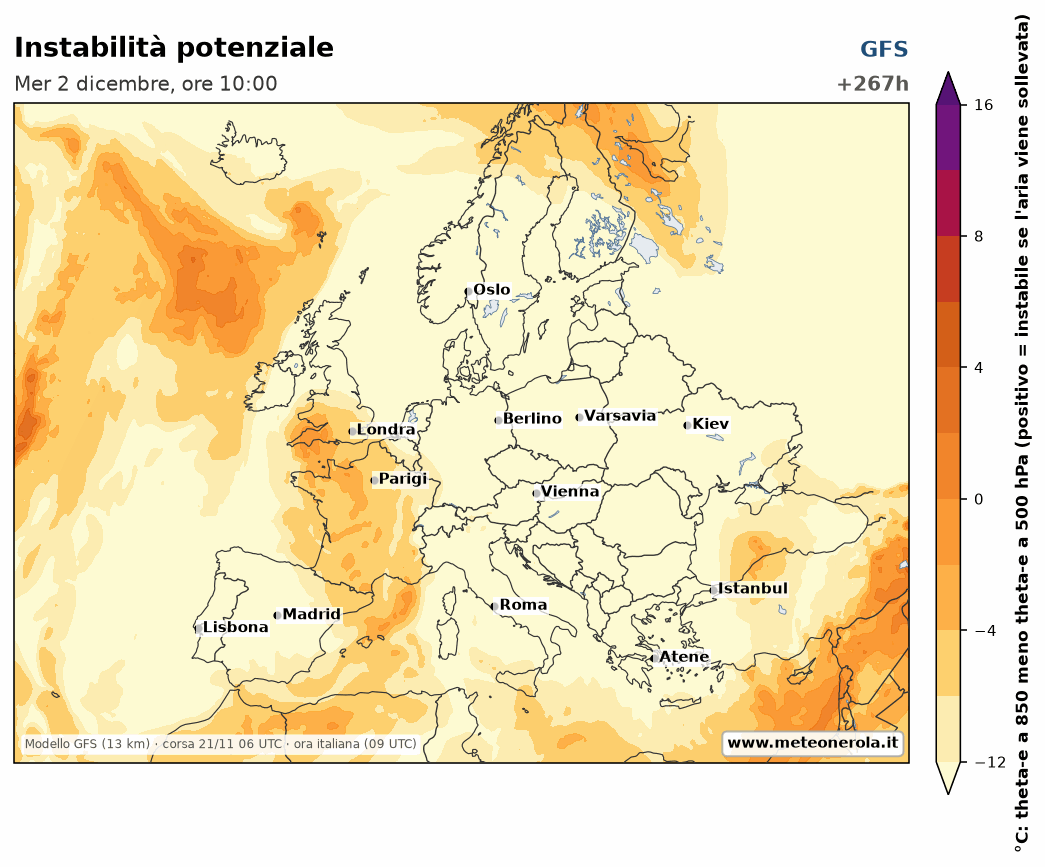 Instabilità potenziale
GFS
Mer 2 dicembre, ore 10:00
+267h
Oslo
Berlino
Varsavia
Kiev
Londra
Parigi
Vienna
Istanbul
Roma
Madrid
Lisbona
Atene
Modello GFS (13 km) · corsa 21/11 06 UTC · ora italiana (09 UTC)
www.meteonerola.it
16
8
4
0
−4
−12
°C: theta-e a 850 meno theta-e a 500 hPa (positivo = instabile se l'aria viene sollevata)